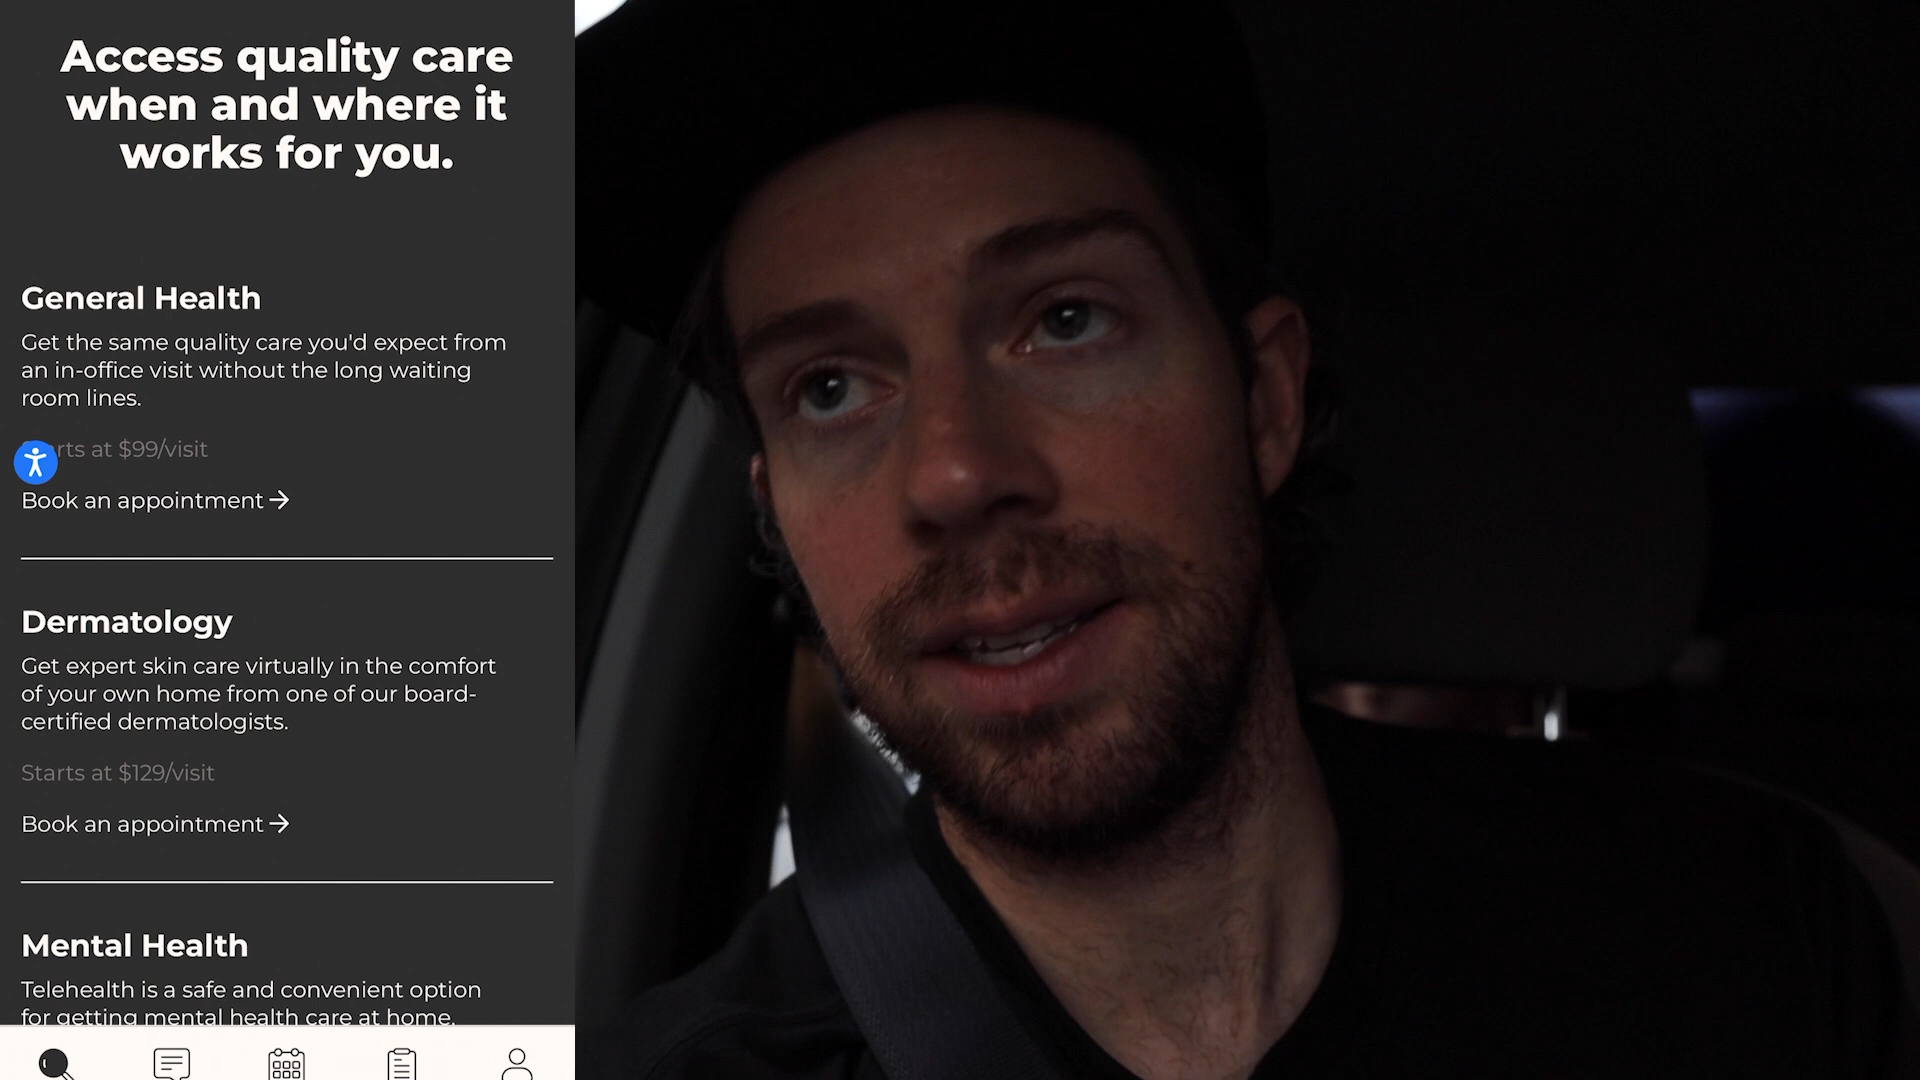 Access quality care
when and where it
works for you.
General Health
Get the same quality care you'd expect from
an in-office visit without the long waiting
room lines.
at $99/visit
Book an appointment →
Dermatology
Get expert skin care virtually in the comfort
of your own home from one of our board-
certified dermatologists.
Starts at $129/visit
Book an appointment →
Mental Health
Telehealth is a safe and convenient option
for getting mental health care at home.